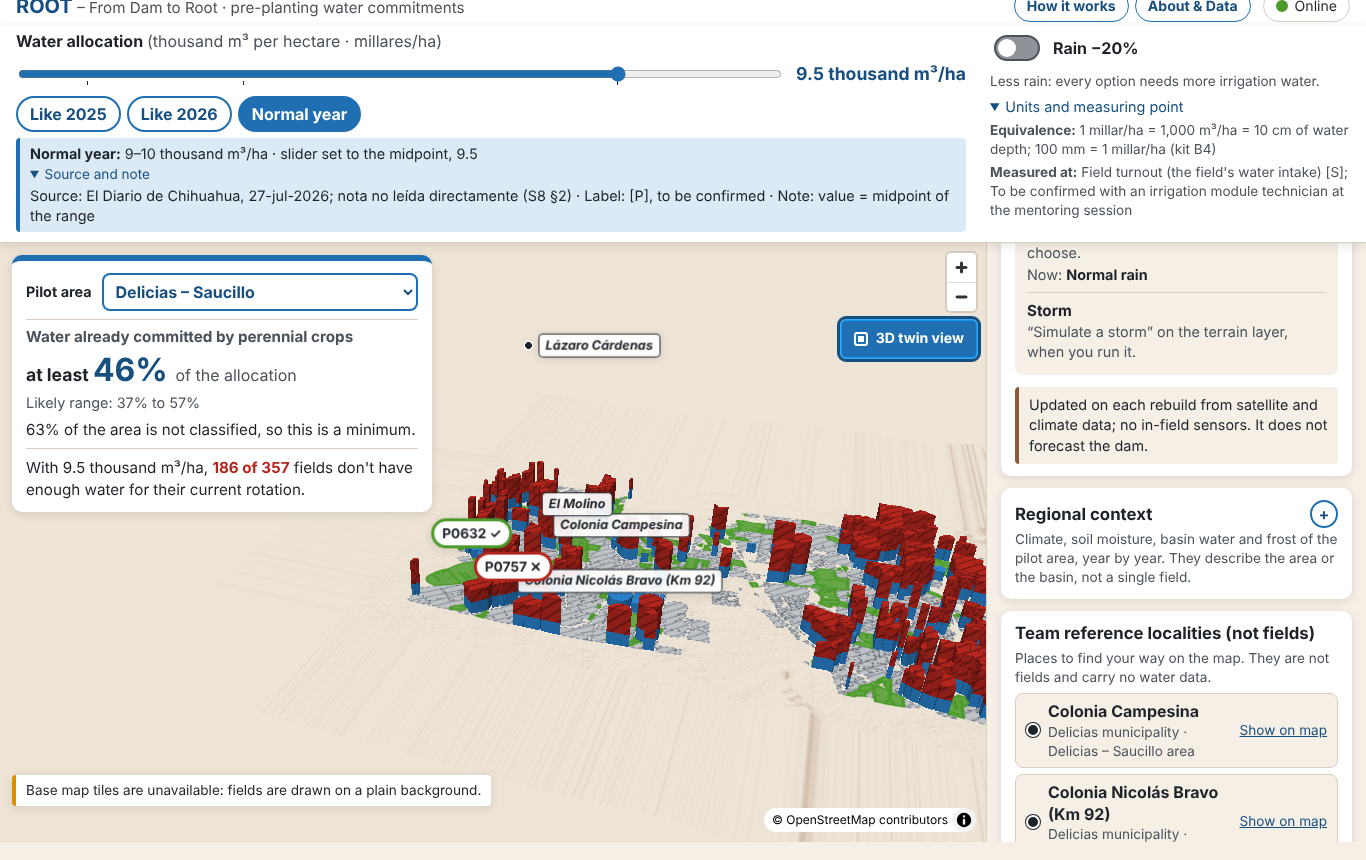 ROOT – From Dam to Root · pre-planting water commitments
How it works
About & Data
Online
Water allocation (thousand m³ per hectare · millares/ha)
9.5 thousand m³/ha
Like 2025
Like 2026
Normal year
Normal year: 9–10 thousand m³/ha · slider set to the midpoint, 9.5
▼ Source and note
Source: El Diario de Chihuahua, 27-jul-2026; nota no leída directamente (S8 §2) · Label: [P], to be confirmed · Note: value = midpoint of
the range
Rain −20%
Less rain: every option needs more irrigation water.
▼ Units and measuring point
Equivalence: 1 millar/ha = 1,000 m³/ha = 10 cm of water
depth; 100 mm = 1 millar/ha (kit B4)
Measured at: Field turnout (the field's water intake) [S];
To be confirmed with an irrigation module technician at
the mentoring session
Pilot area
Delicias – Saucillo
Water already committed by perennial crops
at least 46% of the allocation
Likely range: 37% to 57%
63% of the area is not classified, so this is a minimum.
With 9.5 thousand m³/ha, 186 of 357 fields don't have
enough water for their current rotation.
+
−
3D twin view
Lázaro Cárdenas
El Molino
Colonia Campesina
P0632 ✓
P0757 ✕
Colonia Nicolás Bravo (Km 92)
Base map tiles are unavailable: fields are drawn on a plain background.
© OpenStreetMap contributors
choose.
Now: Normal rain
Storm
“Simulate a storm” on the terrain layer,
when you run it.
Updated on each rebuild from satellite and
climate data; no in-field sensors. It does not
forecast the dam.
Regional context
+
Climate, soil moisture, basin water and frost of the
pilot area, year by year. They describe the area or
the basin, not a single field.
Team reference localities (not fields)
Places to find your way on the map. They are not
fields and carry no water data.
Colonia Campesina
Delicias municipality ·
Delicias – Saucillo area
Show on map
Colonia Nicolás Bravo
(Km 92)
Delicias municipality ·
Show on map